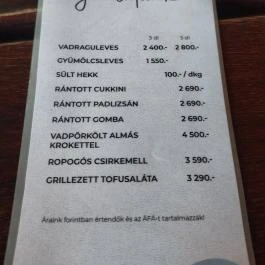 3 dl 5 dl
VADRAGULEVES 2 400.- 2 800.-
GYÜMÖLCSLEVES 1 550.-
SÜLT HEKK 100.- / dkg
RÁNTOTT CUKKINI 2 690.-
RÁNTOTT PADLIZSÁN 2 690.-
RÁNTOTT GOMBA 2 690.-
VADPÖRKÖLT ALMÁS 4 500.-
KROKETTEL
ROPOGÓS CSIRKEMELL 3 590.-
GRILLEZETT TOFUSALÁTA 3 290.-
Áraink forintban értendők és az ÁFÁ-t tartalmazzák!